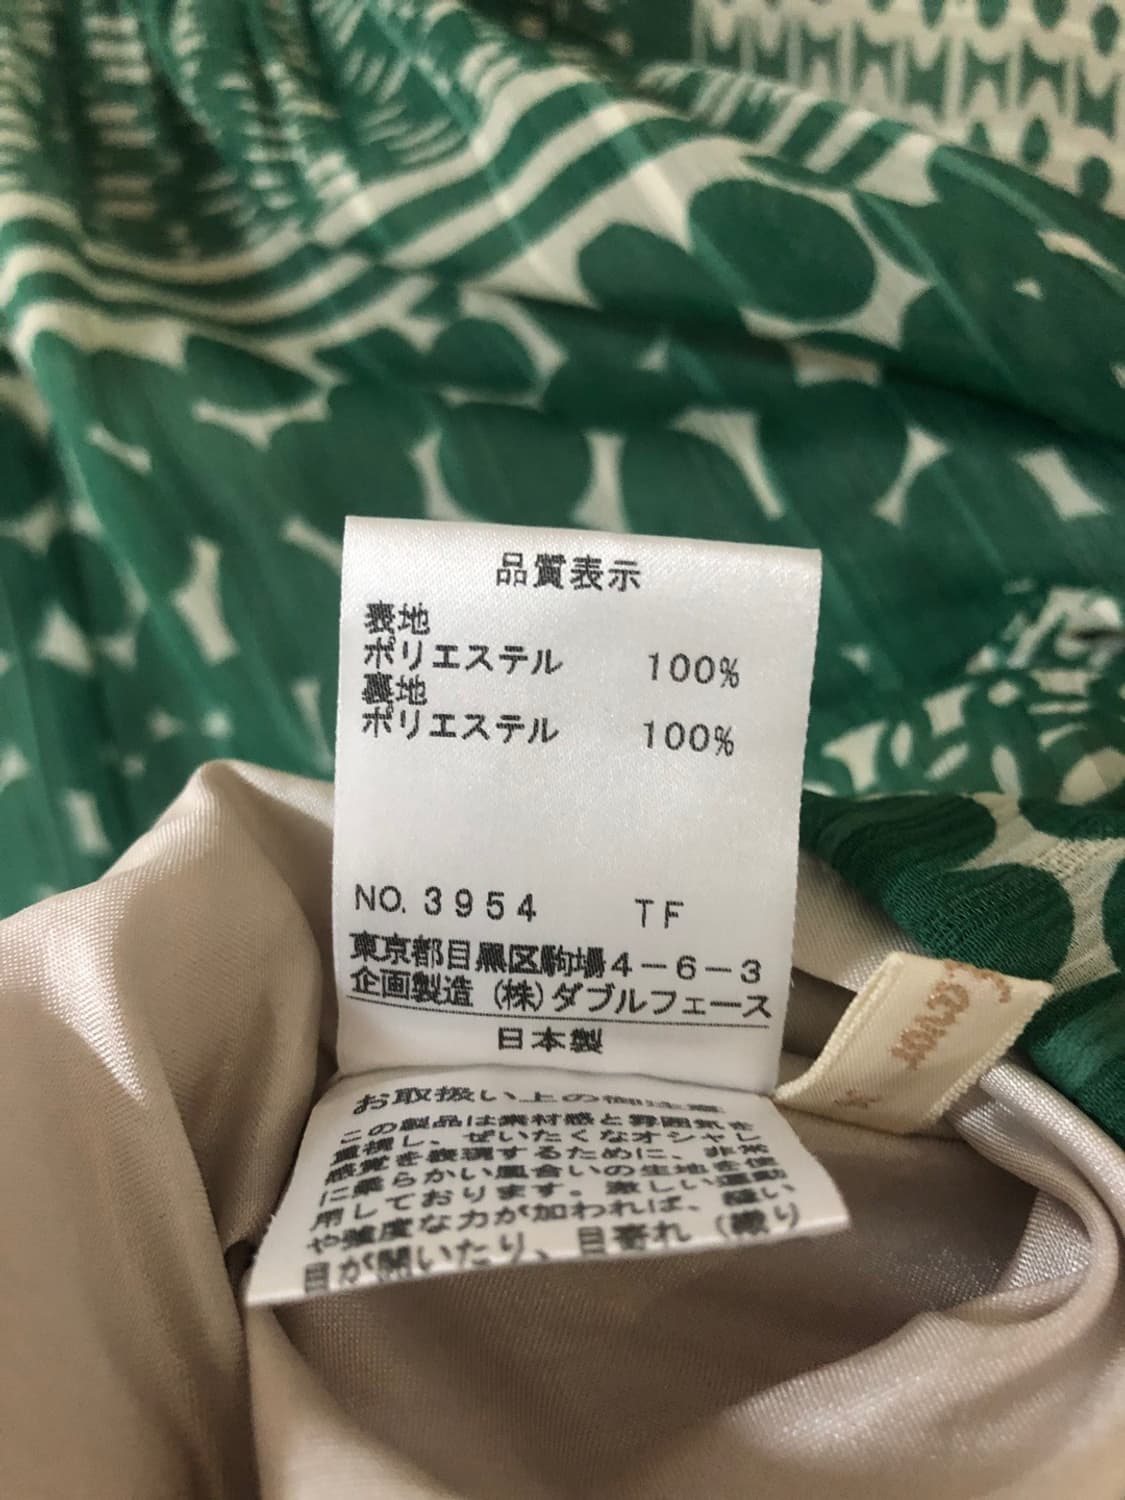 品質表示
表地
ポリエステル 100%
裏地
ポリエステル 100%
NO. 3954 TF
東京都目黒区駒場4-6-3
企画製造 (株)ダブルフェース
日本製
お取扱い上の御注意
この製品は素材感と雰囲気を
重視し、ぜいたくなオシャレ
感覚を表現するために、非常
に柔らかい風合いの生地を使
用しております。激しい運動
や強度な力が加われば、縫い
目が開いたり、目寄れ(織り